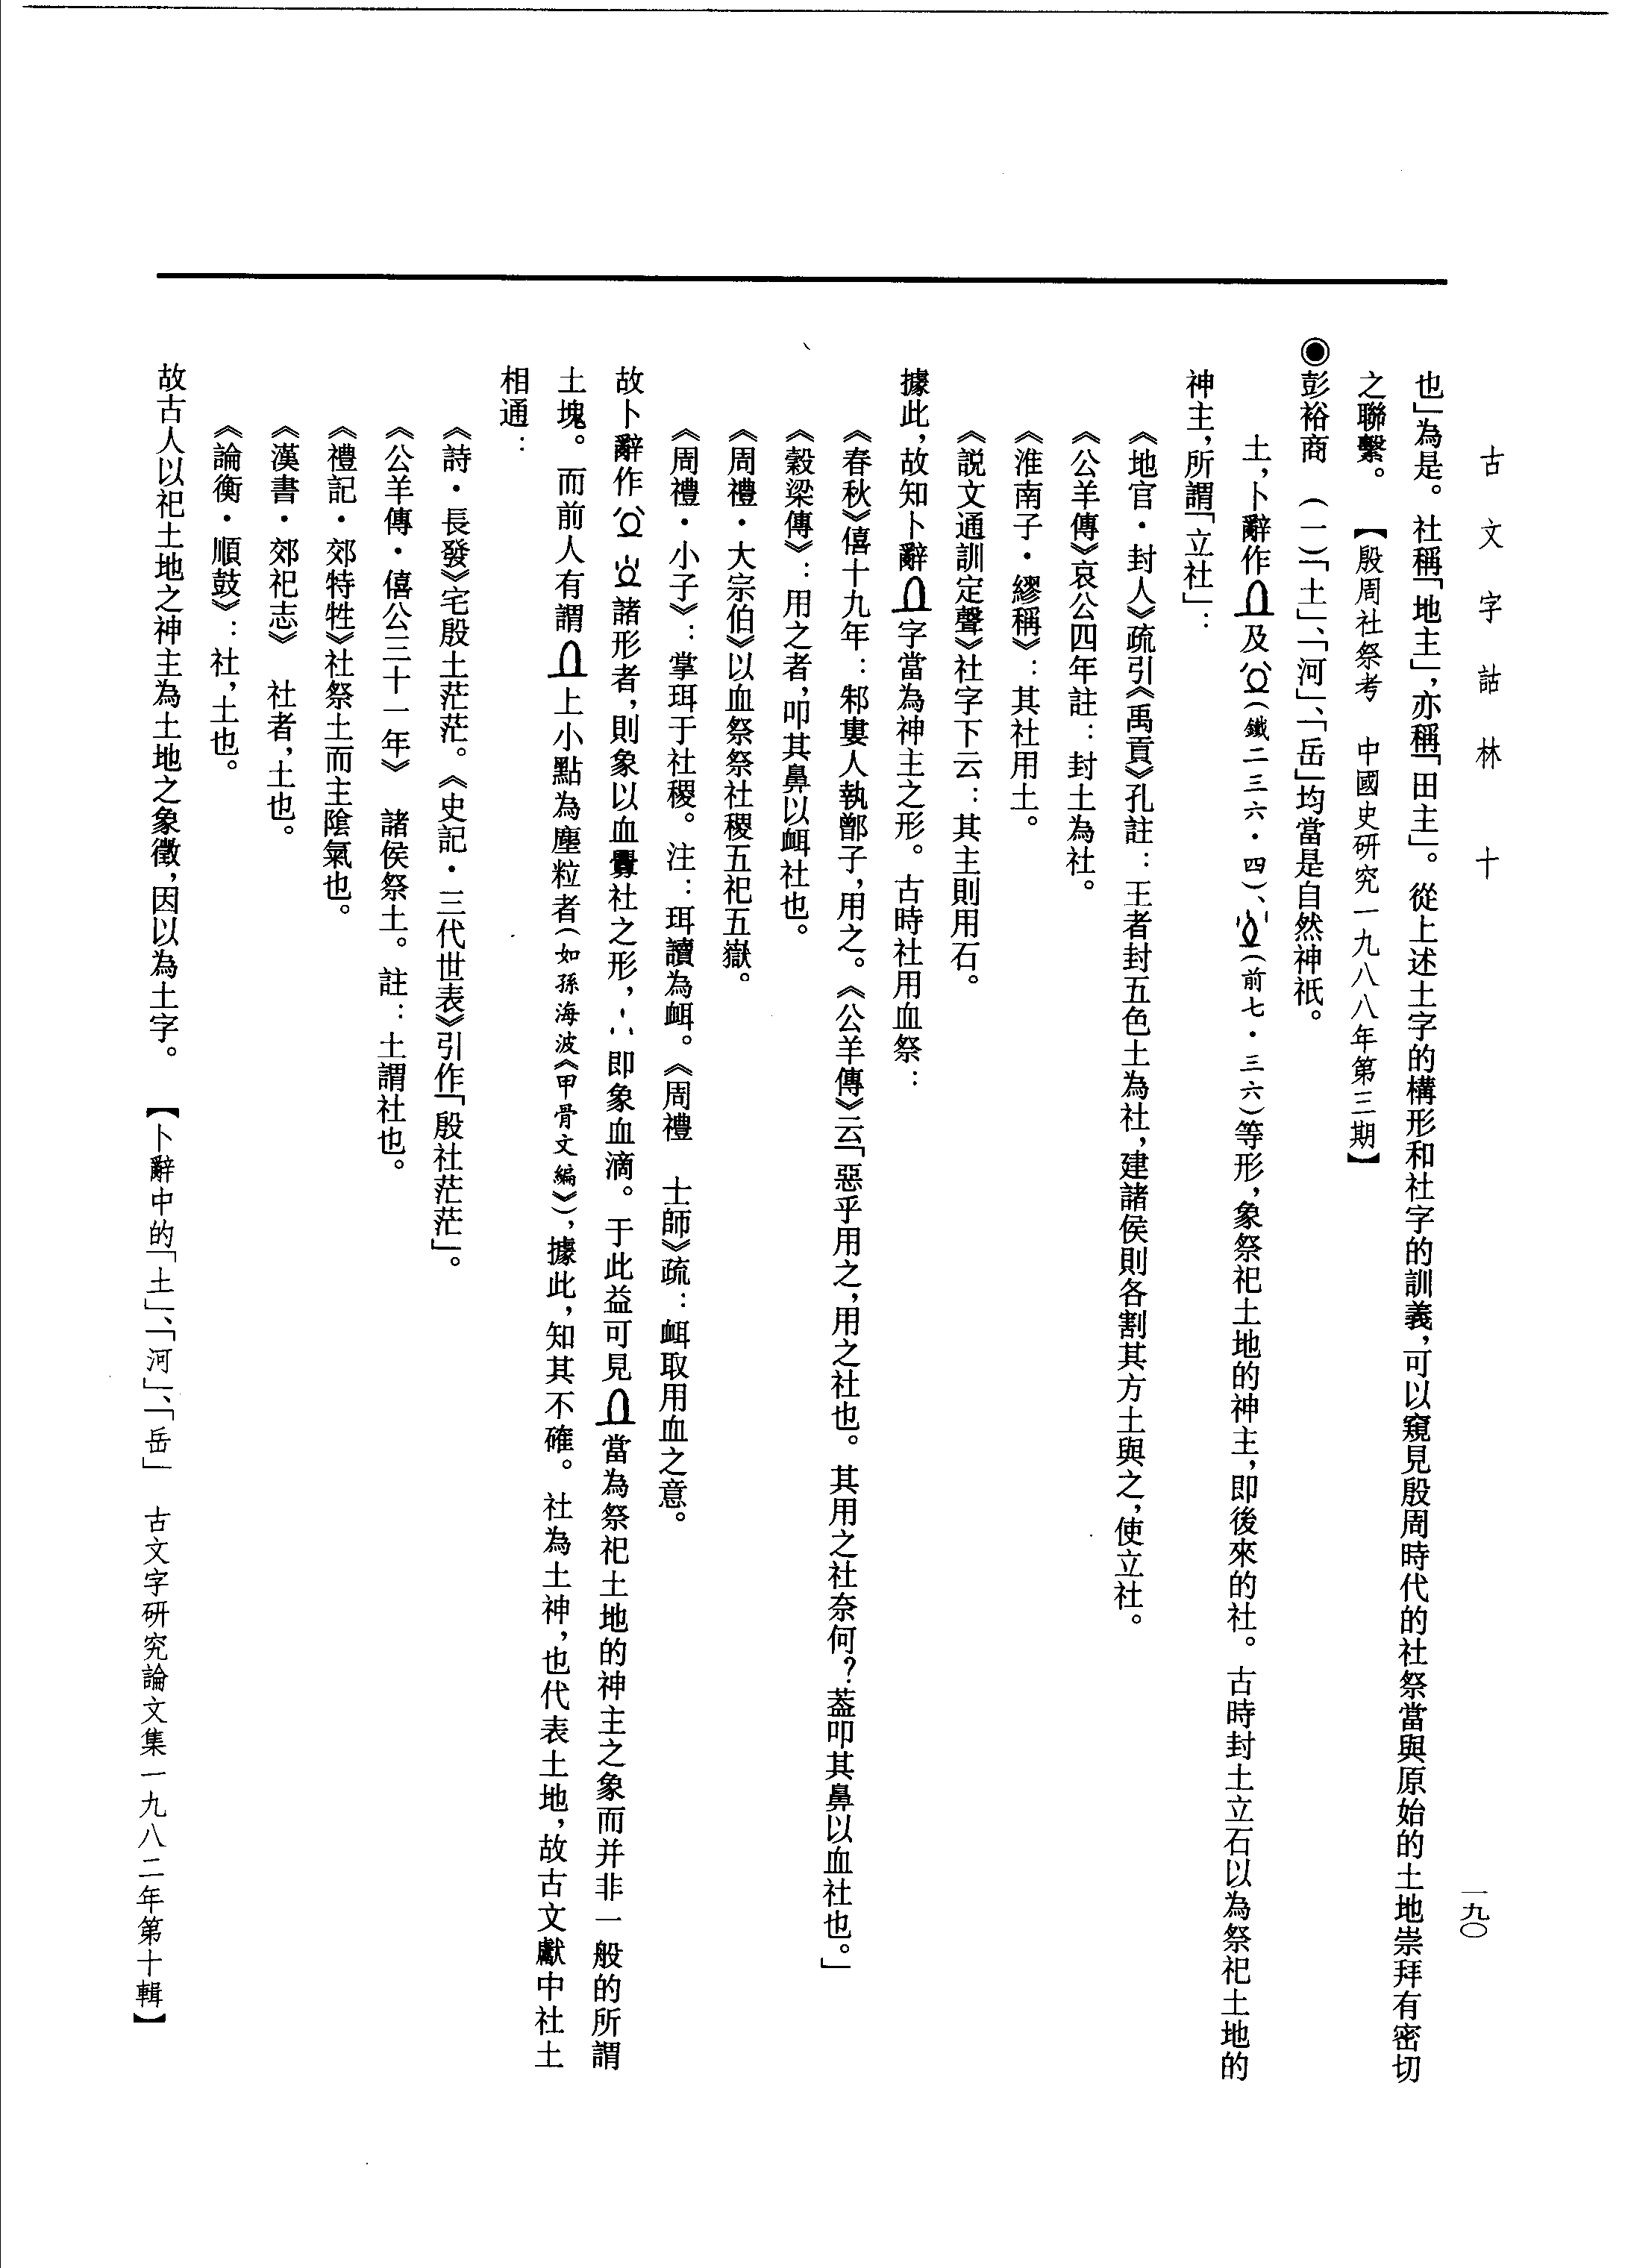 古文字詁林　十
一九〇
也」為是。社稱「地主」，亦稱「田主」。從上述土字的構形和社字的訓義，可以窺見殷周時代的社祭當與原始的土地崇拜有密切
之聯繫。　【殷周社祭考　中國史研究一九八八年第三期】
◉彭裕商　（一）「土」、「河」、「岳」均當是自然神祇。
土，卜辭作及（鐵二三六・四）、（前七・三六）等形，象祭祀土地的神主，即後來的社。古時封土立石以為祭祀土地的
神主，所謂「立社」：
《地官・封人》疏引《禹貢》孔註：王者封五色土為社，建諸侯則各割其方土與之，使立社。
《公羊傳》哀公四年註：封土為社。
《淮南子・繆稱》：其社用土。
《説文通訓定聲》社字下云：其主則用石。
據此，故知卜辭字當為神主之形。古時社用血祭：
《春秋》僖十九年：邾婁人執鄫子，用之。《公羊傳》云「惡乎用之，用之社也。其用之社奈何？葢叩其鼻以血社也。」
《穀梁傳》：用之者，叩其鼻以衈社也。
《周禮・大宗伯》以血祭祭社稷五祀五嶽。
《周禮・小子》：掌珥于社稷。注：珥讀為衈。《周禮　士師》疏：衈取用血之意。
故卜辭作諸形者，則象以血釁社之形，即象血滴。于此益可見當為祭祀土地的神主之象而并非一般的所謂
土塊。而前人有謂上小點為塵粒者（如孫海波《甲骨文編》），據此，知其不確。社為土神，也代表土地，故古文獻中社土
相通：
《詩・長發》宅殷土茫茫。《史記・三代世表》引作「殷社茫茫」。
《公羊傳・僖公三十一年》　諸侯祭土。註：土謂社也。
《禮記・郊特牲》社祭土而主陰氣也。
《漢書・郊祀志》　社者，土也。
《論衡・順鼓》：社，土也。
故古人以祀土地之神主為土地之象徵，因以為土字。　【卜辭中的「土」、「河」、「岳」　古文字研究論文集一九八二年第十輯】